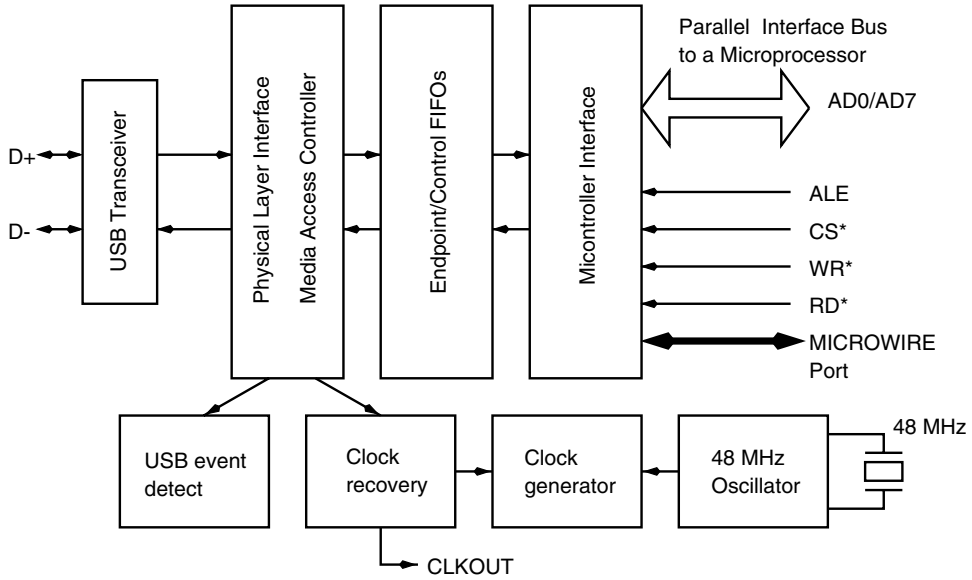 Parallel Interface Bus
to a Microprocessor
AD0/AD7
D+
D-
USB Transceiver
Physical Layer Interface
Media Access Controller
Endpoint/Control FIFOs
Micontroller Interface
ALE
CS*
WR*
RD*
MICROWIRE
Port
USB event
detect
Clock
recovery
Clock
generator
48 MHz
Oscillator
48 MHz
CLKOUT